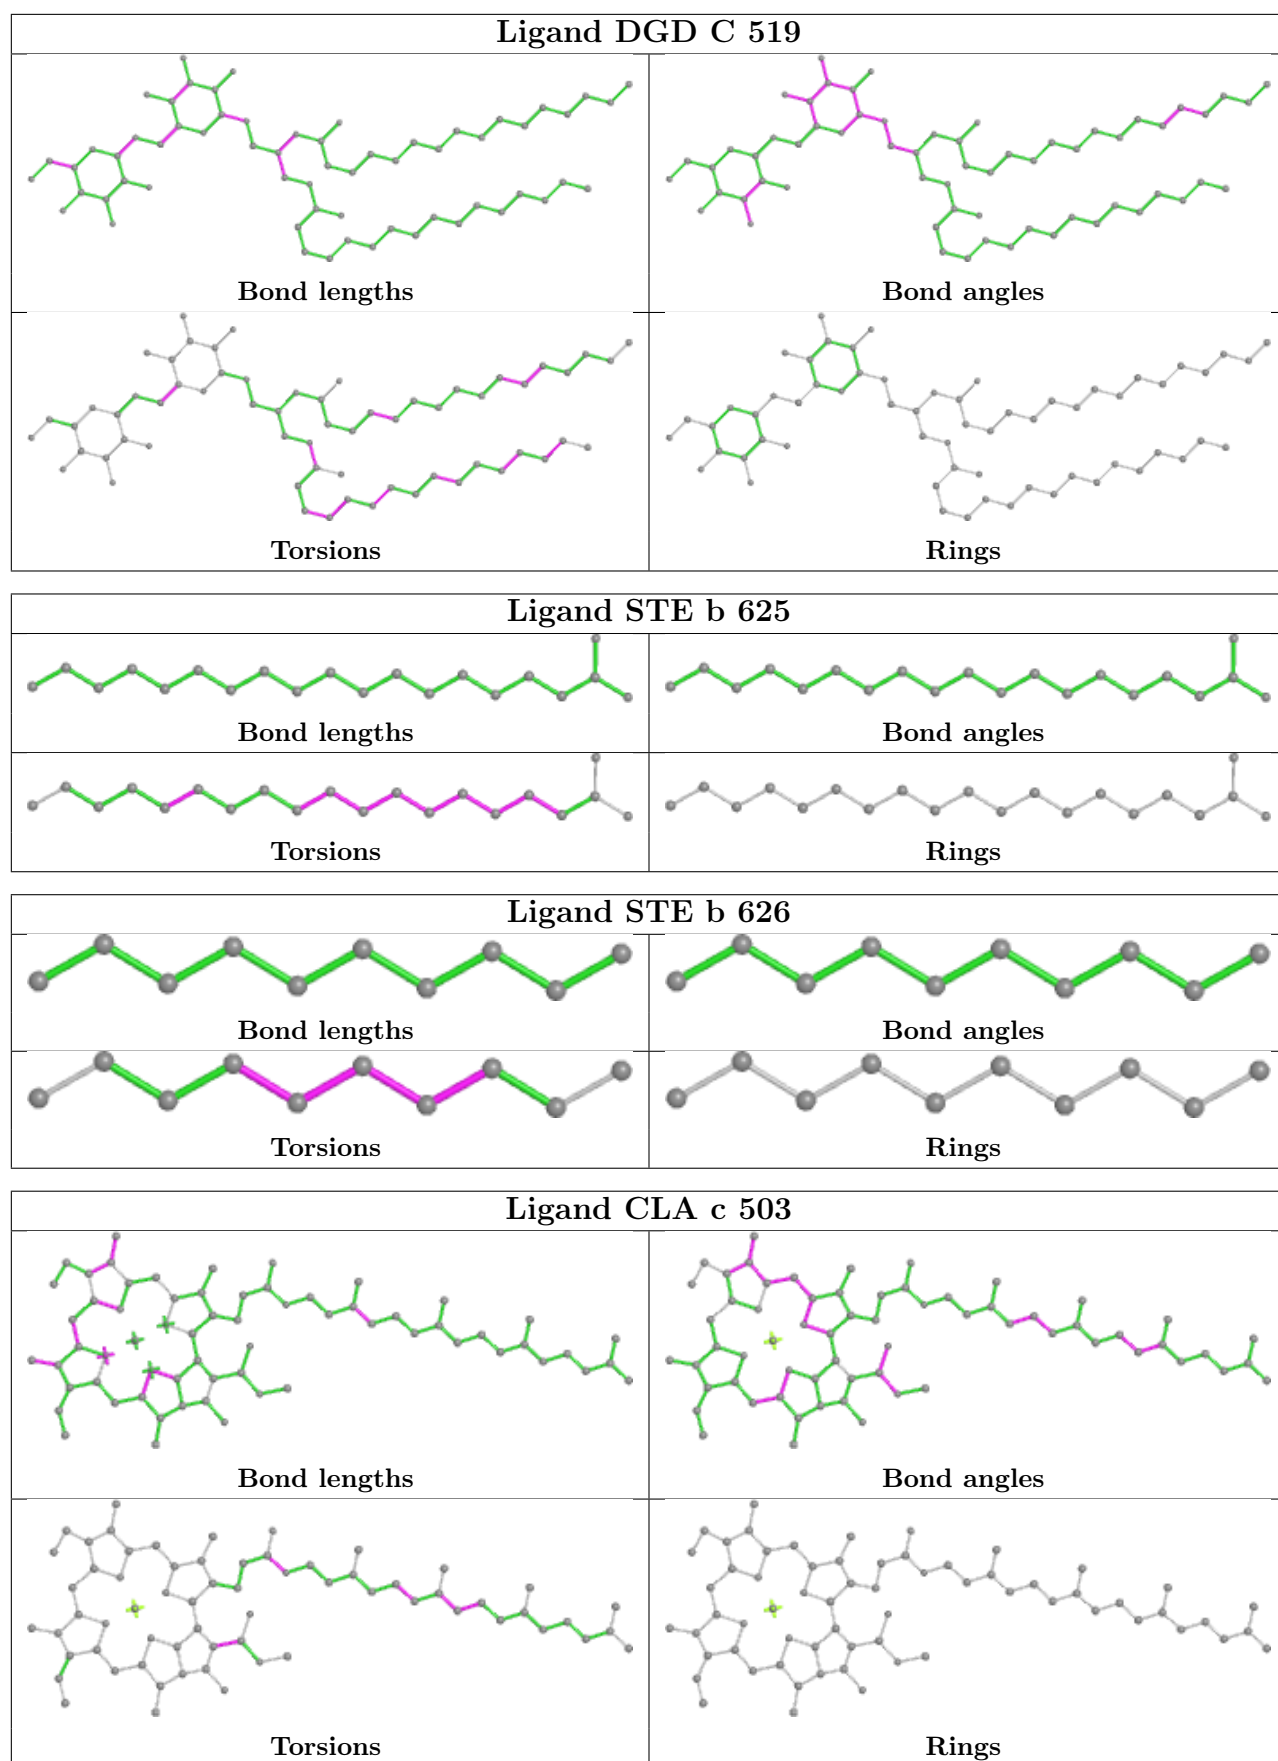 Ligand DGD C 519
Bond lengths
Bond angles
Torsions
Rings
Ligand STE b 625
Bond lengths
Bond angles
Torsions
Rings
Ligand STE b 626
Bond lengths
Bond angles
Torsions
Rings
Ligand CLA c 503
Bond lengths
Bond angles
Torsions
Rings